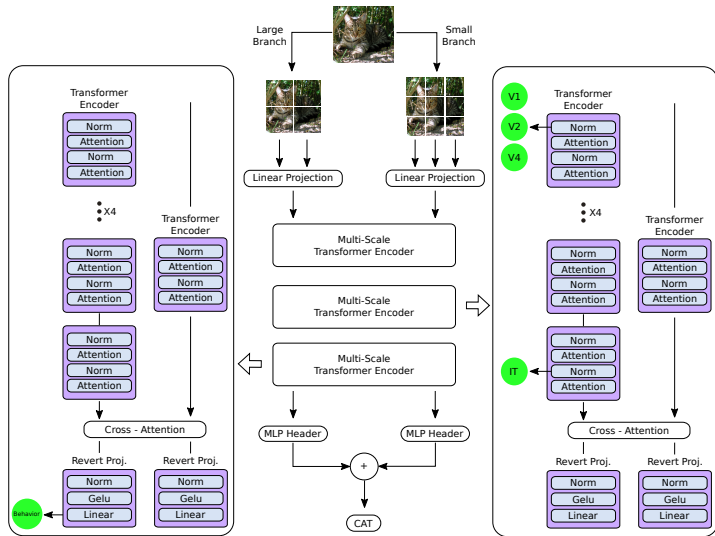 Large
Branch
Small
Branch
Linear Projection
Linear Projection
Multi-Scale
Transformer Encoder
Multi-Scale
Transformer Encoder
Multi-Scale
Transformer Encoder
MLP Header
MLP Header
+
CAT
Transformer
Encoder
Norm
Attention
Norm
Attention
X4
Transformer
Encoder
Norm
Attention
Norm
Attention
Norm
Attention
Norm
Attention
Norm
Attention
Norm
Attention
Cross - Attention
Revert Proj.
Revert Proj.
Norm
Gelu
Linear
Norm
Gelu
Linear
Behavior
V1
V2
V4
Transformer
Encoder
Norm
Attention
Norm
Attention
X4
Transformer
Encoder
Norm
Attention
Norm
Attention
Norm
Attention
Norm
Attention
IT
Norm
Attention
Norm
Attention
Cross - Attention
Revert Proj.
Revert Proj.
Norm
Gelu
Linear
Norm
Gelu
Linear